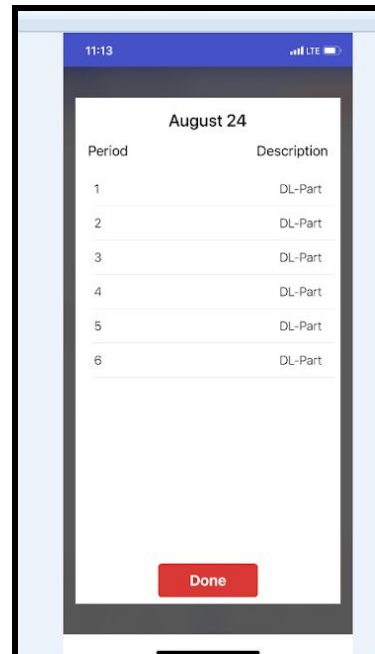 11:13 LTE
August 24
Period Description
1 DL-Part
2 DL-Part
3 DL-Part
4 DL-Part
5 DL-Part
6 DL-Part
Done